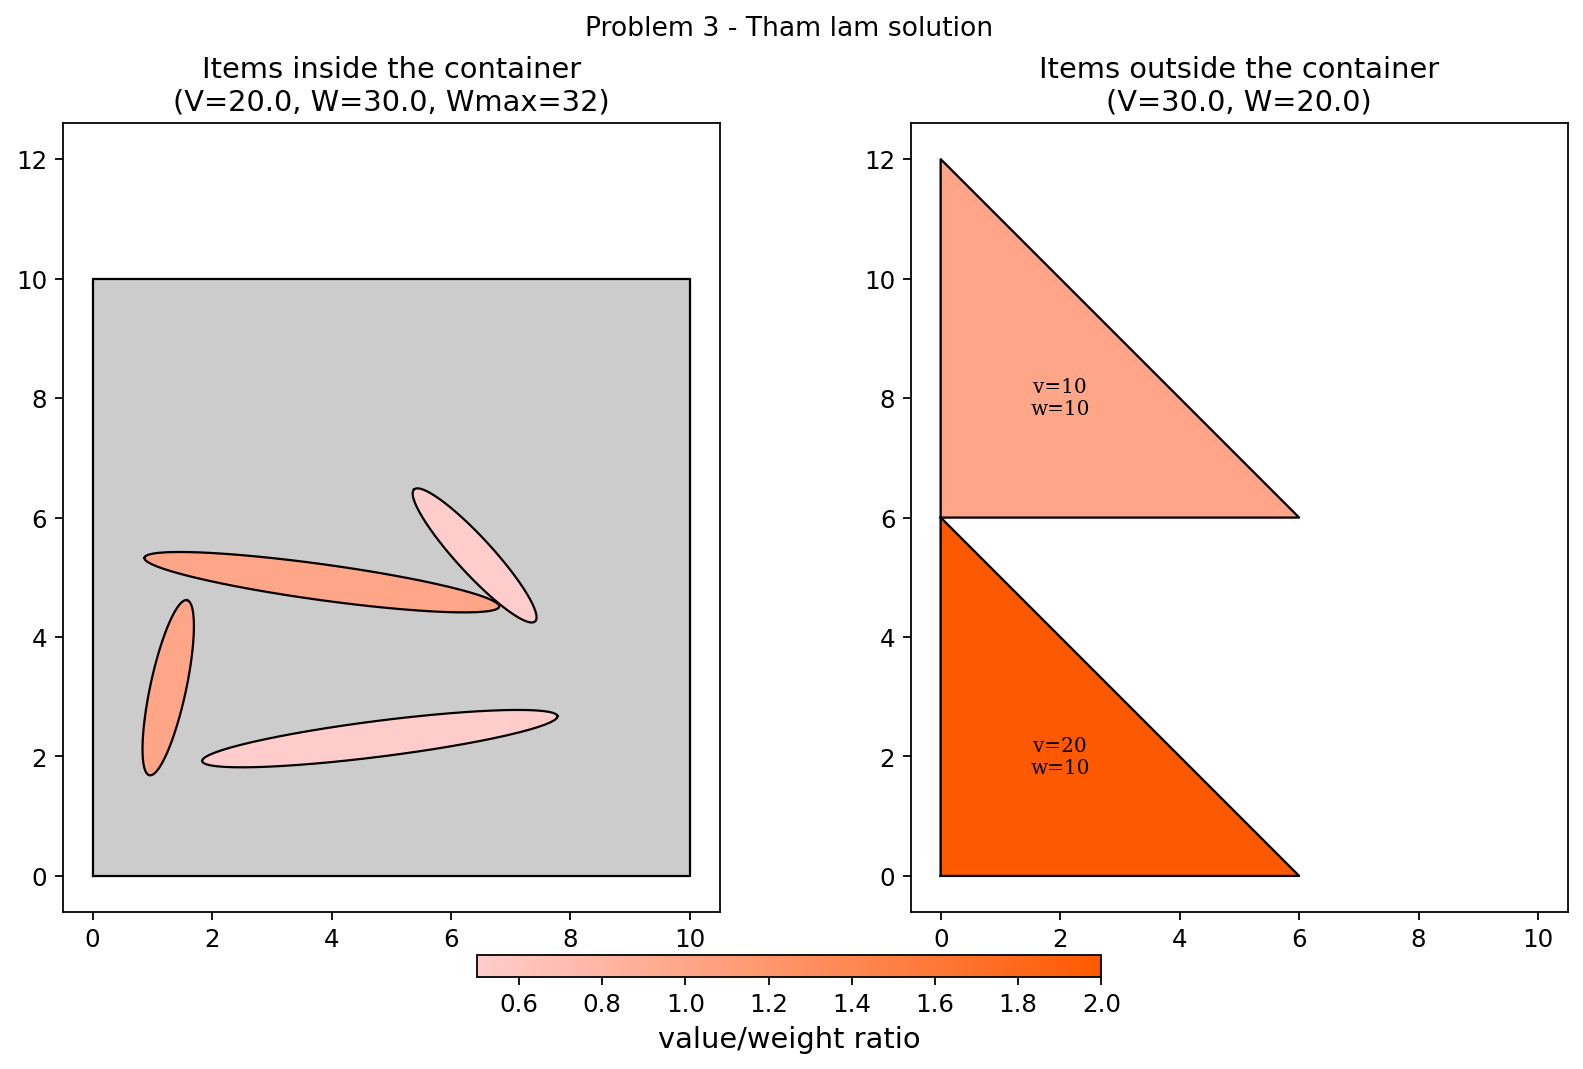 Problem 3 - Tham lam solution
Items inside the container
(V=20.0, W=30.0, Wmax=32)
12
10
8
6
4
2
0
0 2 4 6 8 10
Items outside the container
(V=30.0, W=20.0)
12
10
8
6
4
2
0
v=10
w=10
v=20
w=10
0 2 4 6 8 10
0.6 0.8 1.0 1.2 1.4 1.6 1.8 2.0
value/weight ratio